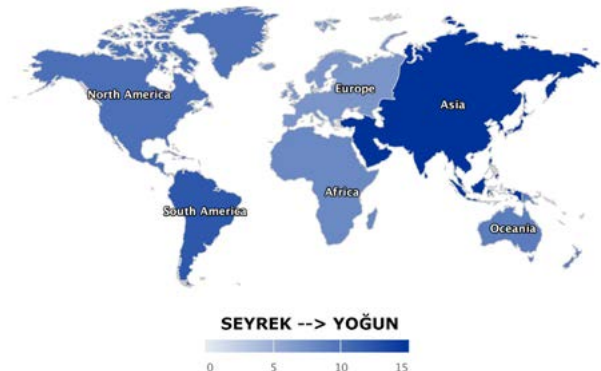 North America
Europe
Asia
Africa
South America
Oceania
SEYREK --> YOĞUN
0 5 10 15